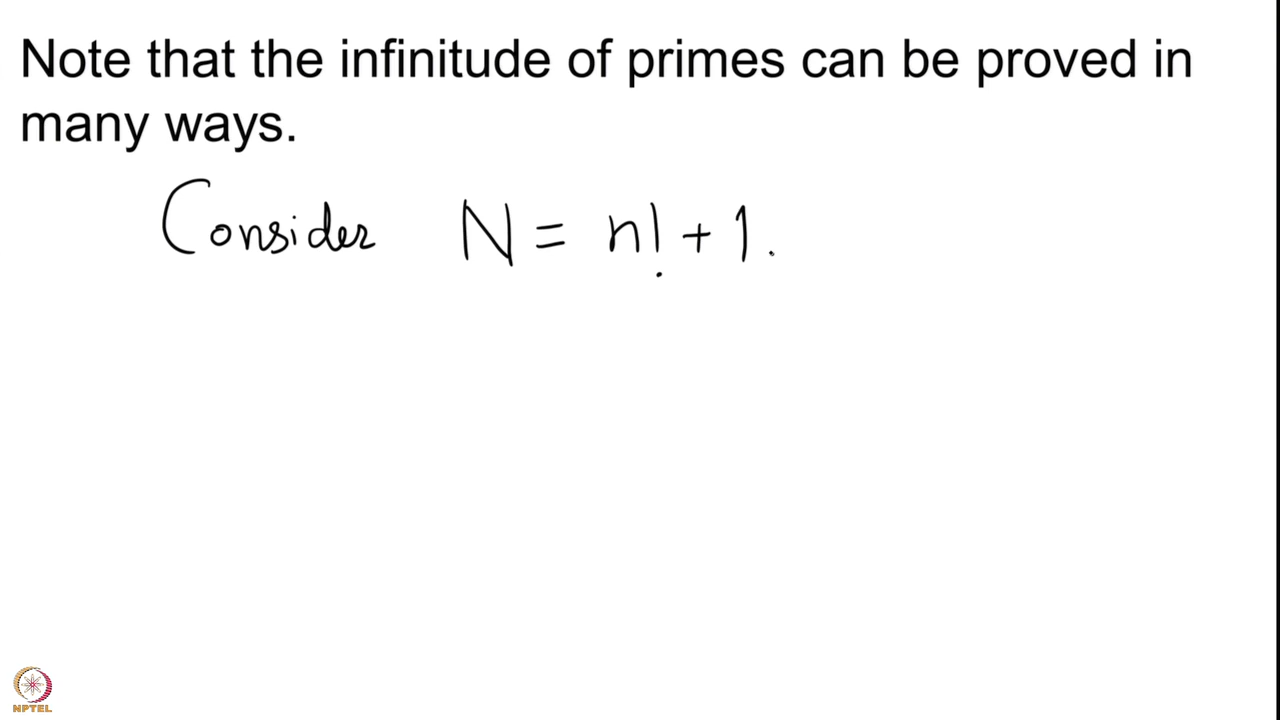 Note that the infinitude of primes can be proved in
many ways.
Consider N = n! + 1.
NPTEL